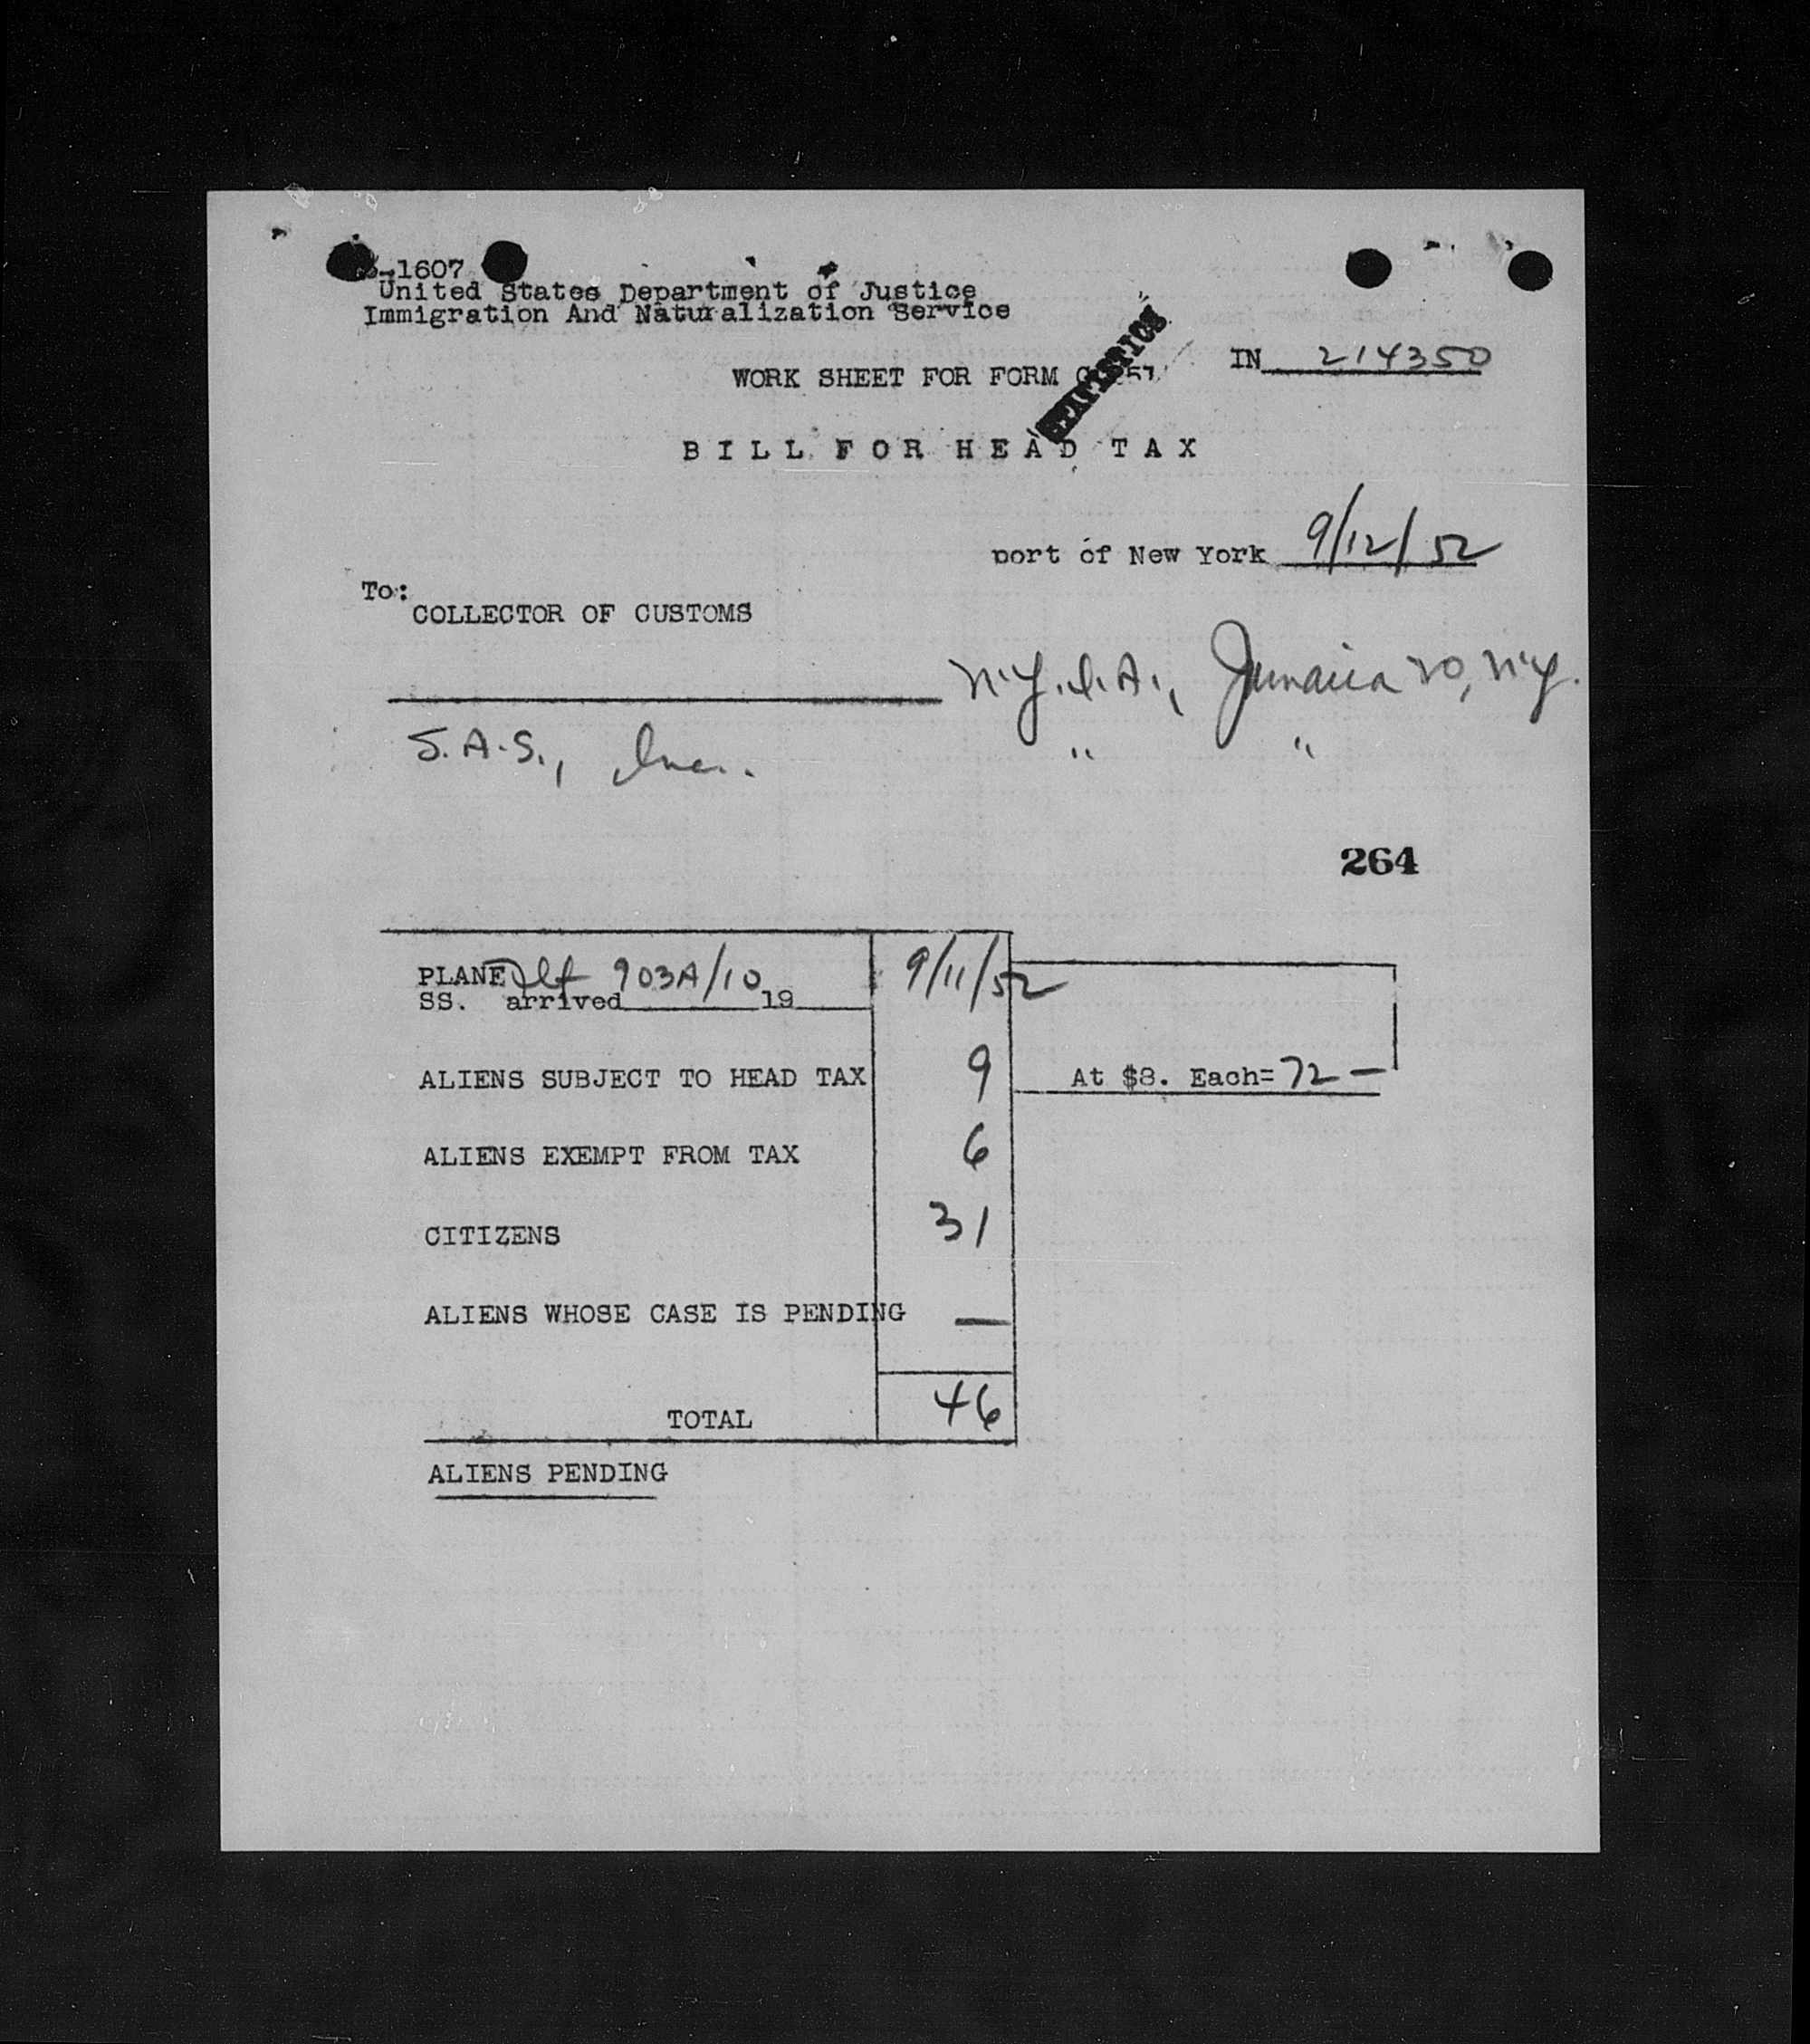 -1607
United States Department of Justice
Immigration And Naturalization Service
STATISTICS
IN 214350
WORK SHEET FOR FORM
BILL FOR HEAD TAX
port of New York 9/12/52
To:
COLLECTOR OF CUSTOMS
N.Y.I.A., Jamaica 20, N.Y.
S.A.S., Inc. " "
264
PLANE 903A/10 9/11/52
SS. arrived 19
ALIENS SUBJECT TO HEAD TAX 9 At $8. Each= 72 —
ALIENS EXEMPT FROM TAX 6
CITIZENS 31
ALIENS WHOSE CASE IS PENDING —
TOTAL 46
ALIENS PENDING